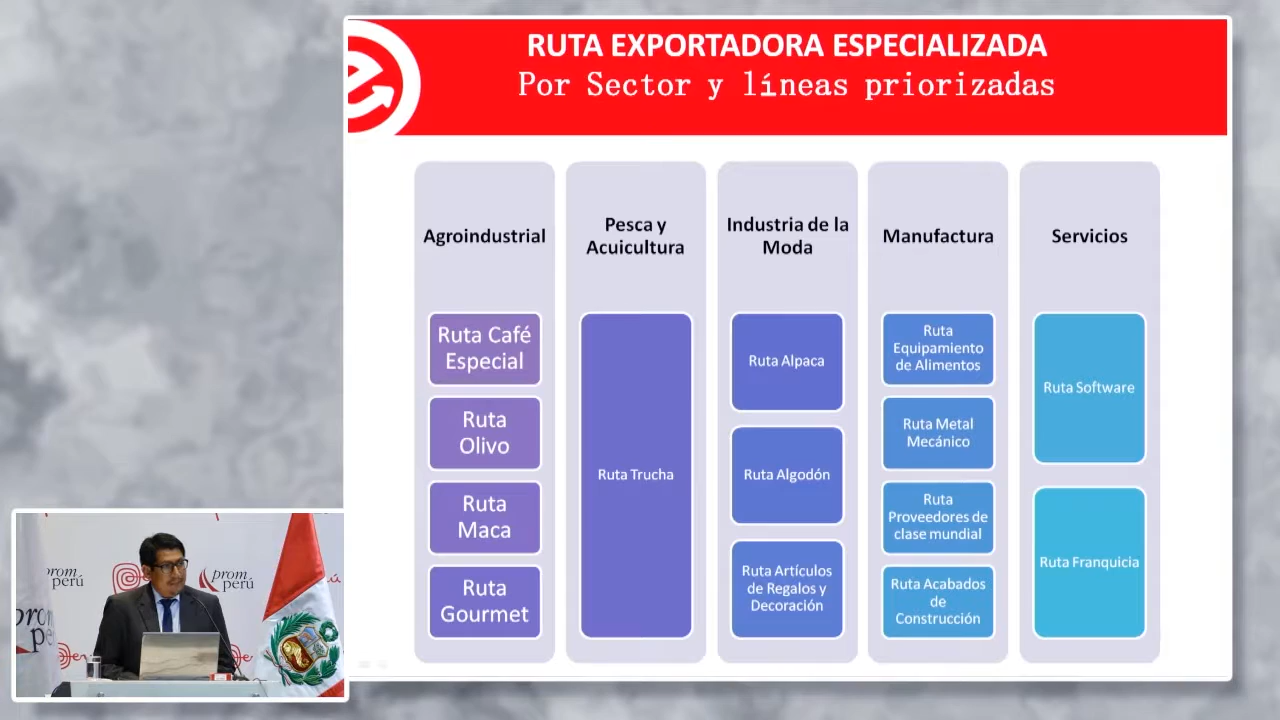 RUTA EXPORTADORA ESPECIALIZADA
Por Sector y líneas priorizadas
Agroindustrial
Ruta Café
Especial
Ruta
Olivo
Ruta
Maca
Ruta
Gourmet
Pesca y
Acuicultura
Ruta Trucha
Industria de la
Moda
Ruta Alpaca
Ruta Algodón
Ruta Artículos
de Regalos y
Decoración
Manufactura
Ruta
Equipamiento
de Alimentos
Ruta Metal
Mecánico
Ruta
Proveedores de
clase mundial
Ruta Acabados
de
Construcción
Servicios
Ruta Software
Ruta Franquicia
prom
perú